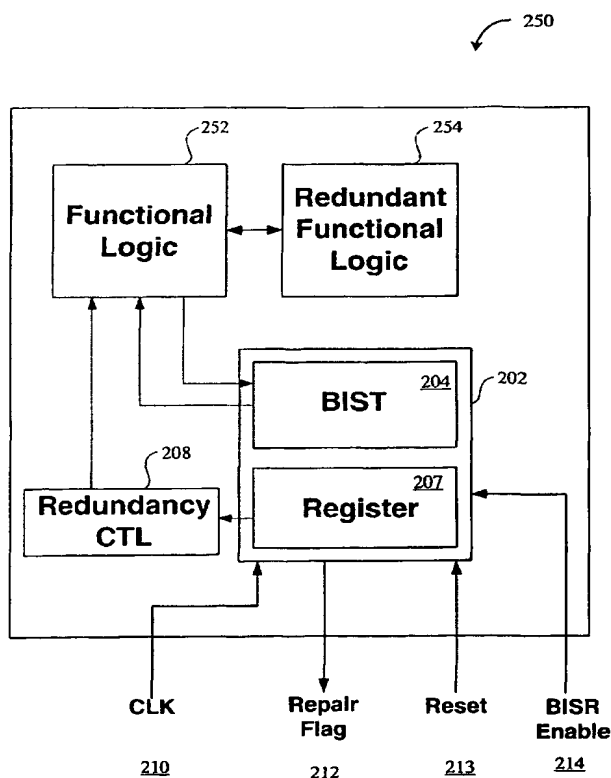 250
252
254
Functional
Logic
Redundant
Functional
Logic
204
202
BIST
208
207
Redundancy
CTL
Register
CLK
Repair
Flag
Reset
BISR
Enable
210
212
213
214